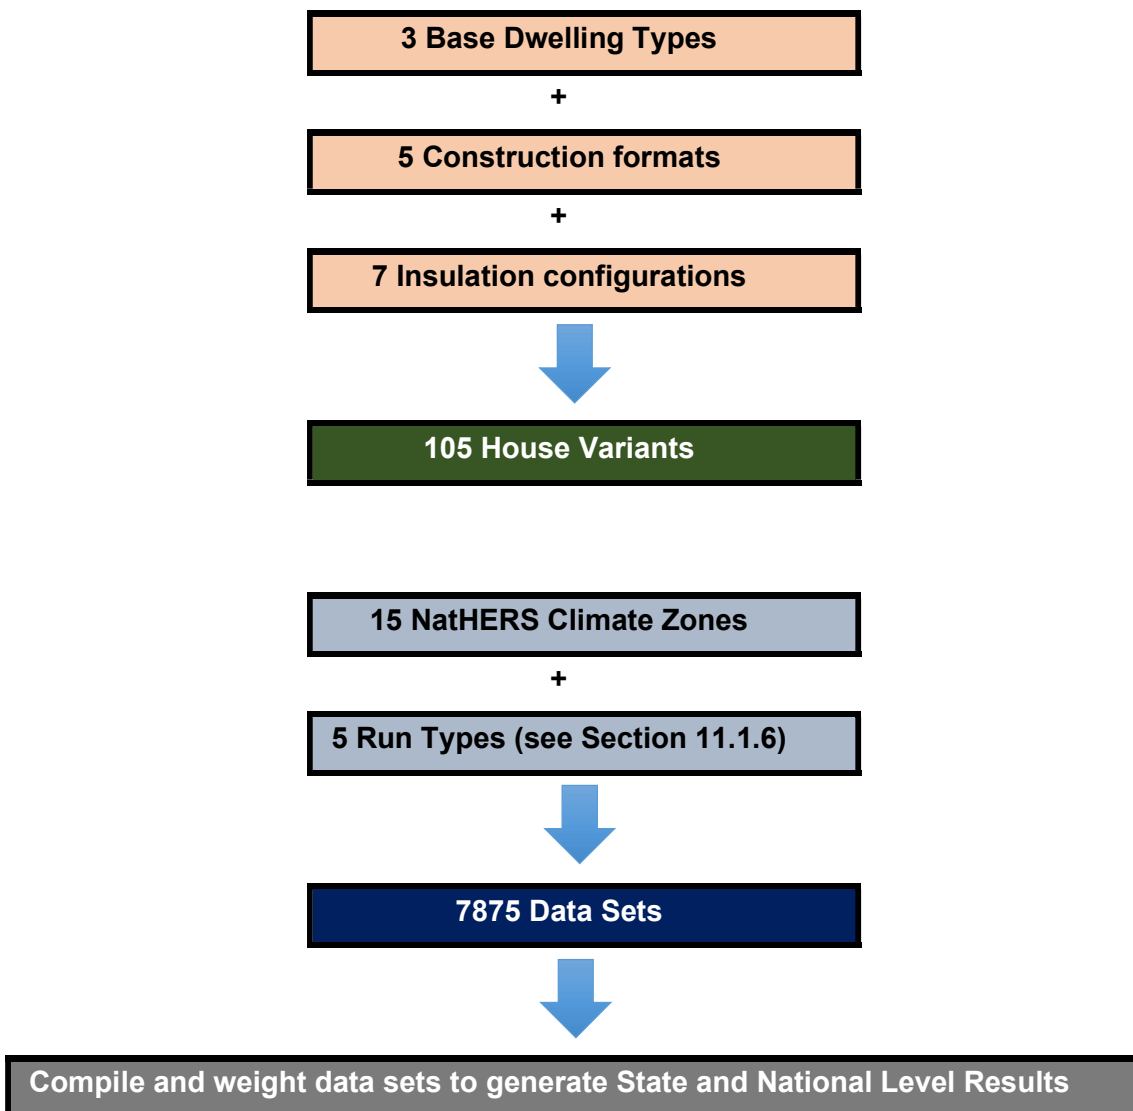 3 Base Dwelling Types
+
5 Construction formats
+
7 Insulation configurations
105 House Variants
15 NatHERS Climate Zones
+
5 Run Types (see Section 11.1.6)
7875 Data Sets
Compile and weight data sets to generate State and National Level Results